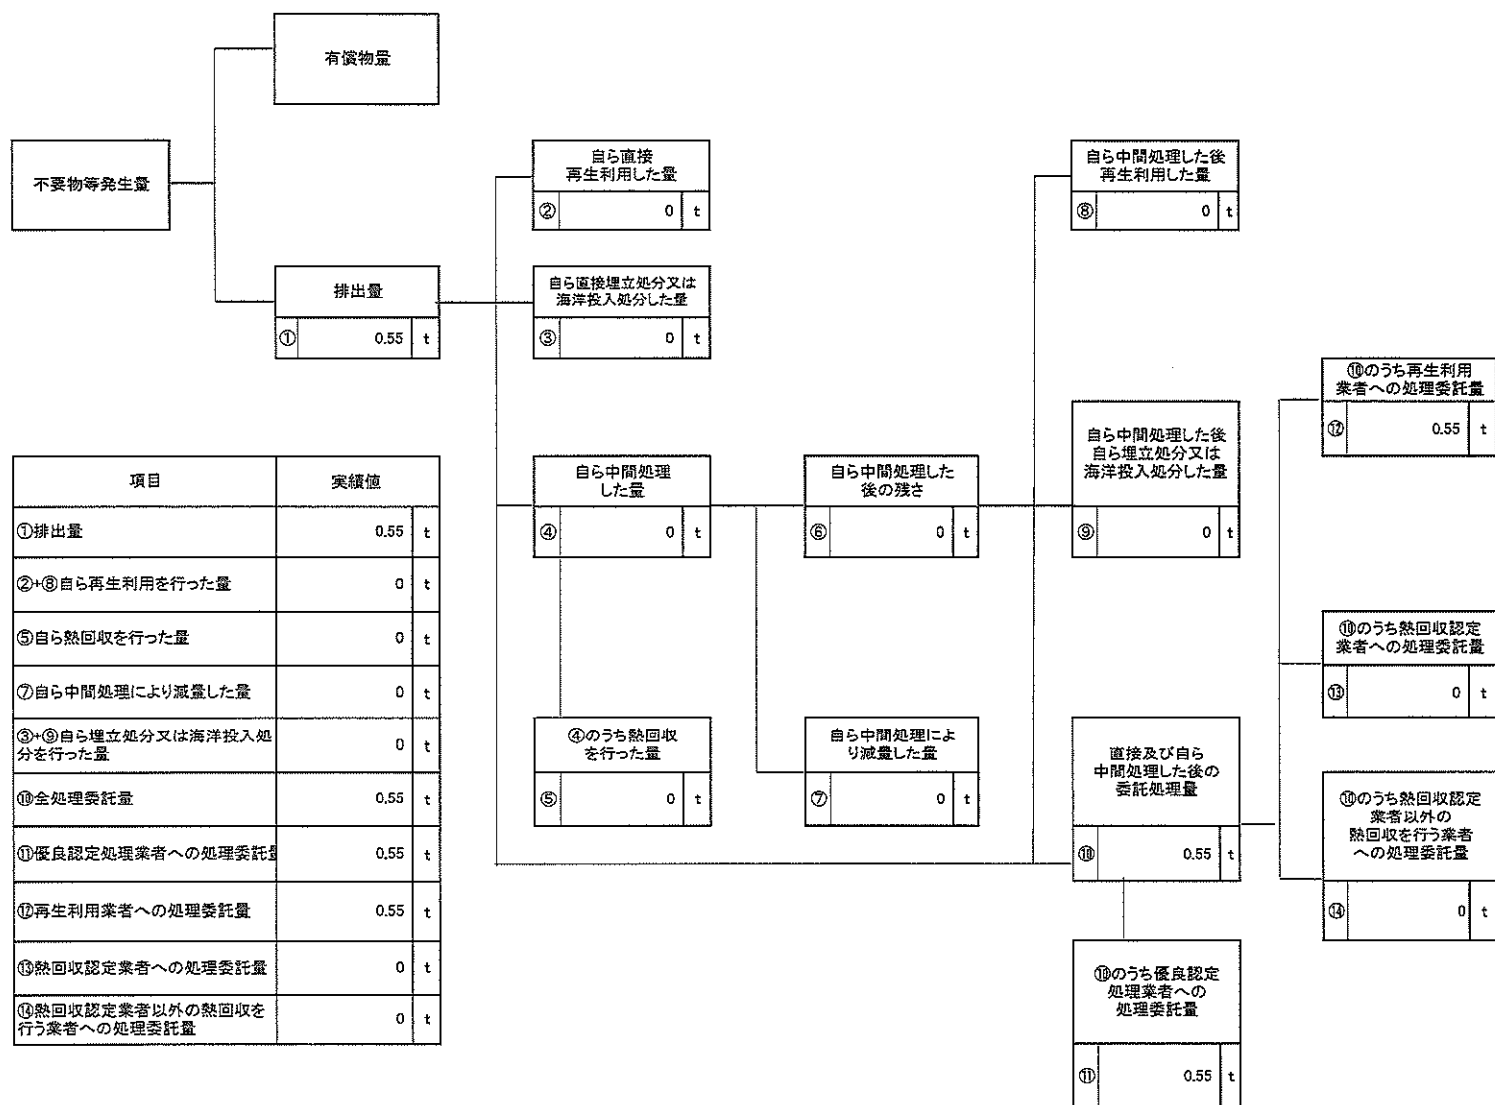 有償物量
不要物等発生量
排出量
① 0.55 t
自ら直接
再生利用した量
② 0 t
自ら直接埋立処分又は
海洋投入処分した量
③ 0 t
自ら中間処理
した量
④ 0 t
④のうち熱回収
を行った量
⑤ 0 t
自ら中間処理した
後の残さ
⑥ 0 t
自ら中間処理によ
り減量した量
⑦ 0 t
自ら中間処理した後
再生利用した量
⑧ 0 t
自ら中間処理した後
自ら埋立処分又は
海洋投入処分した量
⑨ 0 t
直接及び自ら
中間処理した後の
委託処理量
⑩ 0.55 t
⑩のうち優良認定
処理業者への
処理委託量
⑪ 0.55 t
⑩のうち再生利用
業者への処理委託量
⑫ 0.55 t
⑩のうち熱回収認定
業者への処理委託量
⑬ 0 t
⑩のうち熱回収認定
業者以外の
熱回収を行う業者
への処理委託量
⑭ 0 t
項目 実績値
①排出量 0.55 t
②+⑧自ら再生利用を行った量 0 t
⑤自ら熱回収を行った量 0 t
⑦自ら中間処理により減量した量 0 t
③+⑨自ら埋立処分又は海洋投入処
分を行った量 0 t
⑩全処理委託量 0.55 t
⑪優良認定処理業者への処理委託量 0.55 t
⑫再生利用業者への処理委託量 0.55 t
⑬熱回収認定業者への処理委託量 0 t
⑭熱回収認定業者以外の熱回収を
行う業者への処理委託量 0 t